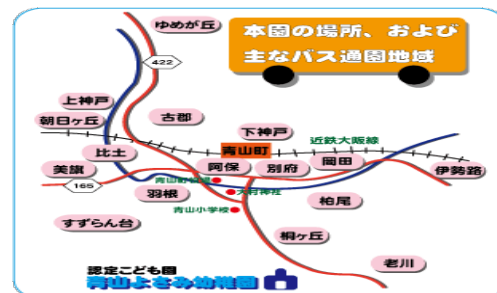 本園の場所、および
主なバス通園地域
ゆめが丘
422
上神戸
朝日ヶ丘
古郡
下神戸
近鉄大阪線
青山町
比土
阿保
別府
岡田
伊勢路
美旗
165
羽根
大村神社
柏尾
青山小学校
すずらん台
桐ヶ丘
老川
認定こども園
青山よさみ幼稚園